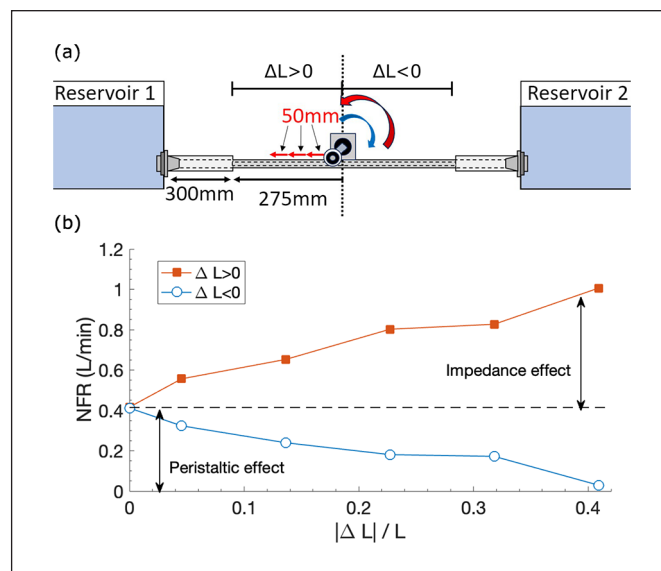 (a)
ΔL>0
ΔL<0
Reservoir 1
Reservoir 2
50mm
300mm
275mm
(b)
1.2
1
0.8
0.6
0.4
0.2
0
NFR (L/min)
Δ L>0
Δ L<0
Impedance effect
Peristaltic effect
0
0.1
0.2
0.3
0.4
|Δ L| / L